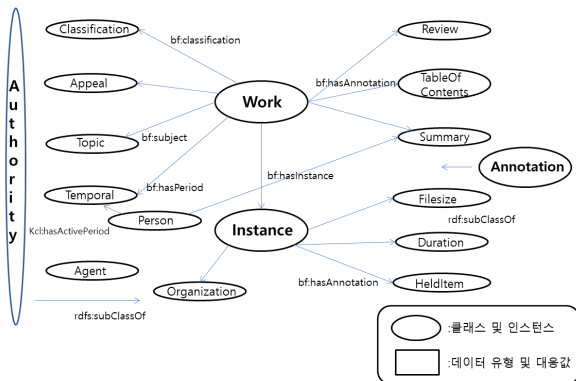 Authority
Classification
bf:classification
Review
Appeal
bf:hasAnnotation
TableOf
Contents
Work
Topic
bf:subject
Summary
Annotation
bf:hasPeriod
bf:hasInstance
Temporal
Person
Filesize
rdf:subClassOf
Kcl:hasActivePeriod
Instance
Duration
Agent
Organization
bf:hasAnnotation
HeldItem
rdfs:subClassOf
:클래스 및 인스턴스
:데이터 유형 및 대응값